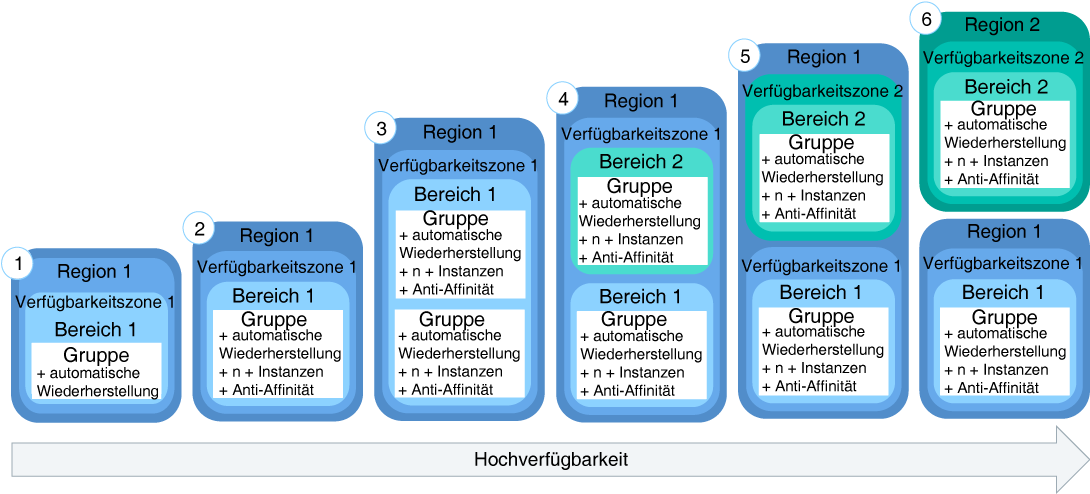 1
Region 1
Verfügbarkeitszone 1
Bereich 1
Gruppe
+ automatische
Wiederherstellung
2
Region 1
Verfügbarkeitszone 1
Bereich 1
Gruppe
+ automatische
Wiederherstellung
+ n + Instanzen
+ Anti-Affinität
3
Region 1
Verfügbarkeitszone 1
Bereich 1
Gruppe
+ automatische
Wiederherstellung
+ n + Instanzen
+ Anti-Affinität
Gruppe
+ automatische
Wiederherstellung
+ n + Instanzen
+ Anti-Affinität
4
Region 1
Verfügbarkeitszone 1
Bereich 2
Gruppe
+ automatische
Wiederherstellung
+ n + Instanzen
+ Anti-Affinität
Bereich 1
Gruppe
+ automatische
Wiederherstellung
+ n + Instanzen
+ Anti-Affinität
5
Region 1
Verfügbarkeitszone 2
Bereich 2
Gruppe
+ automatische
Wiederherstellung
+ n + Instanzen
+ Anti-Affinität
Verfügbarkeitszone 1
Bereich 1
Gruppe
+ automatische
Wiederherstellung
+ n + Instanzen
+ Anti-Affinität
6
Region 2
Verfügbarkeitszone 2
Bereich 2
Gruppe
+ automatische
Wiederherstellung
+ n + Instanzen
+ Anti-Affinität
Region 1
Verfügbarkeitszone 1
Bereich 1
Gruppe
+ automatische
Wiederherstellung
+ n + Instanzen
+ Anti-Affinität
Hochverfügbarkeit